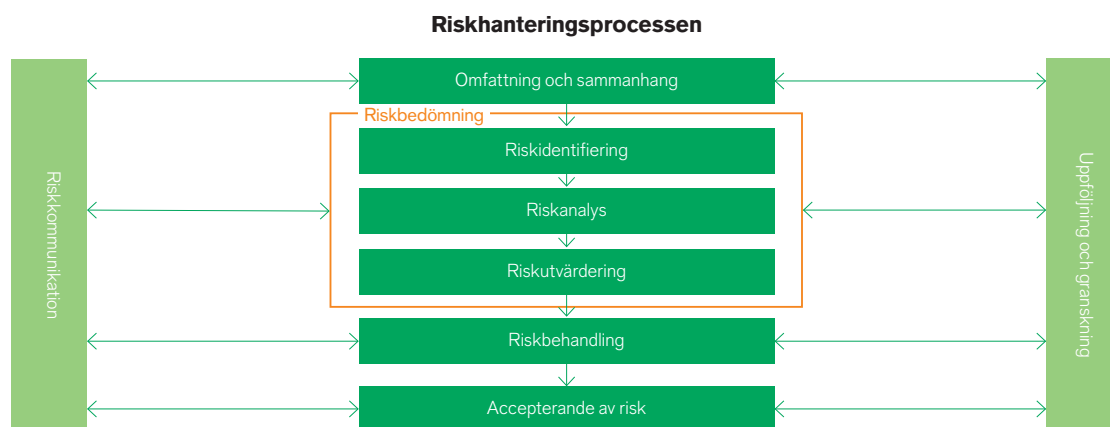 Riskhanteringsprocessen
Riskkommunikation
Omfattning och sammanhang
Riskbedömning
Riskidentifiering
Riskanalys
Riskutvärdering
Riskbehandling
Accepterande av risk
Uppföljning och granskning